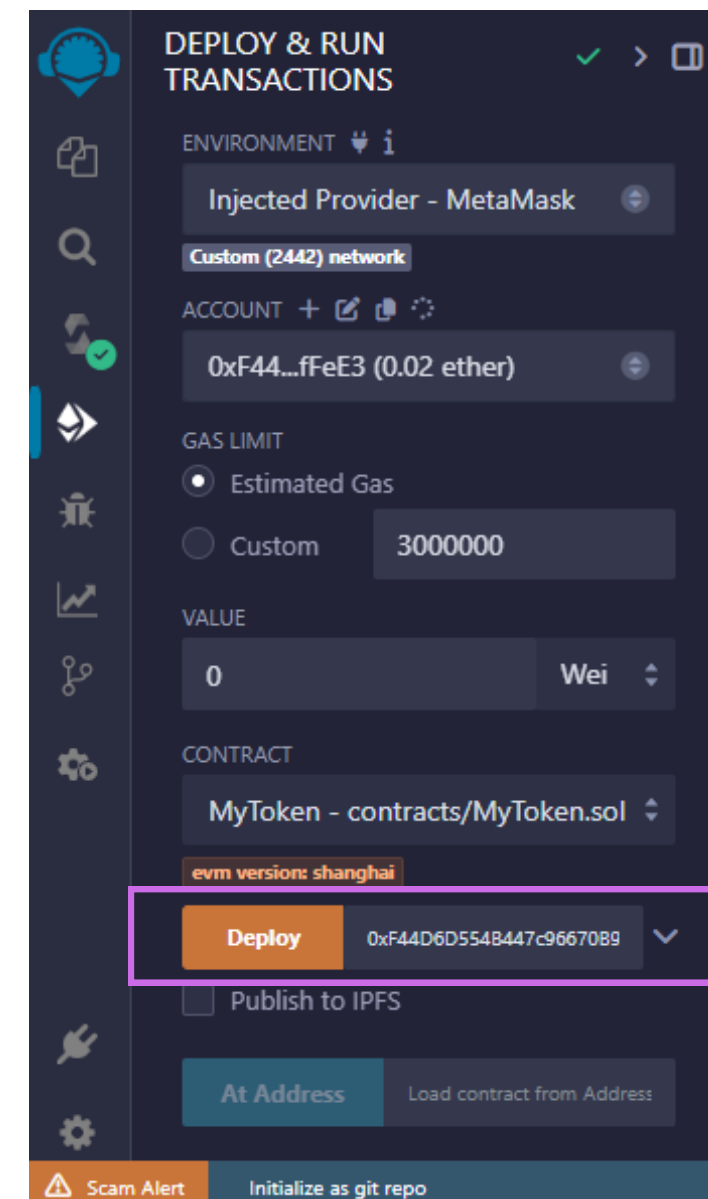 DEPLOY & RUN
TRANSACTIONS
ENVIRONMENT
Injected Provider - MetaMask
Custom (2442) network
ACCOUNT
0xF44...fFeE3 (0.02 ether)
GAS LIMIT
Estimated Gas
Custom 3000000
VALUE
0 Wei
CONTRACT
MyToken - contracts/MyToken.sol
evm version: shanghai
Deploy 0xF44D6D554B447c96670B9
Publish to IPFS
At Address Load contract from Address
Scam Alert Initialize as git repo